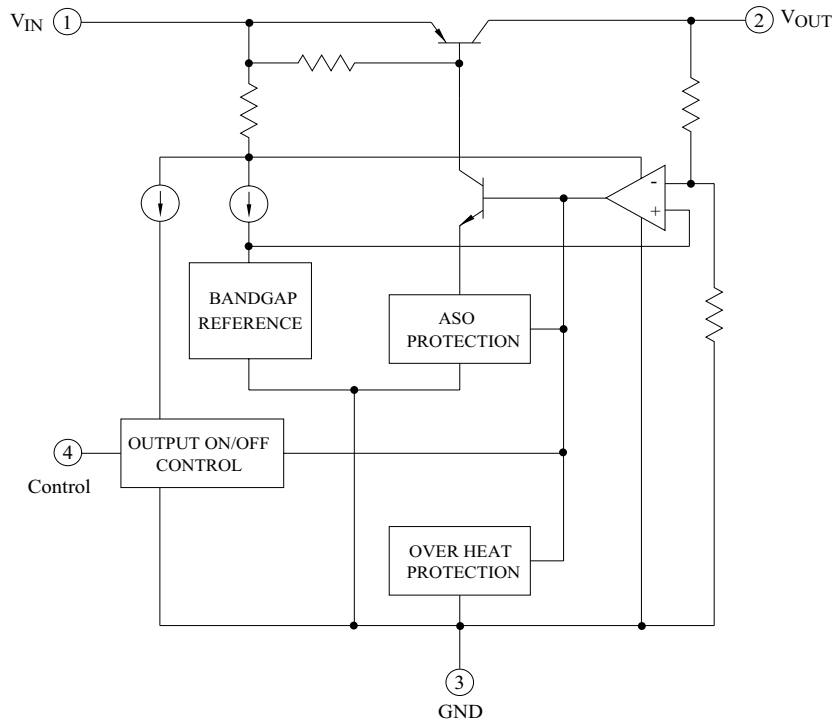 VIN 1
2 VOUT
-
+
BANDGAP
REFERENCE
ASO
PROTECTION
4
Control
OUTPUT ON/OFF
CONTROL
OVER HEAT
PROTECTION
3
GND